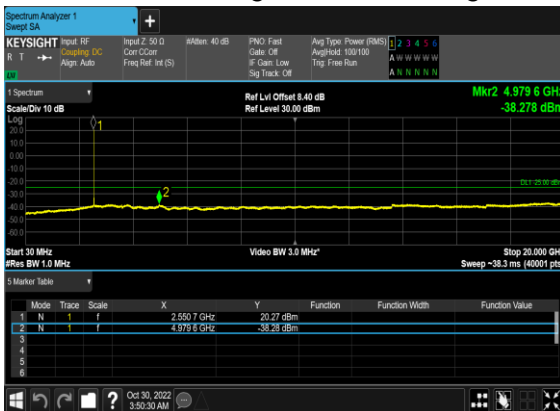 Spectrum Analyzer 1
Swept SA
KEYSIGHT Input: RF Input Z: 50 Ω #Atten: 40 dB PNO: Fast Avg Type: Power (RMS) 1 2 3 4 5 6
R T Coupling: DC Corr CCorr Gate: Off Avg|Hold: 100/100 A W W W W W
Align: Auto Freq Ref: Int (S) IF Gain: Low Trig: Free Run
LV Sig Track: Off A N N N N N
1 Spectrum Ref Lvl Offset 8.40 dB Mkr2 4.979 6 GHz
Scale/Div 10 dB Ref Level 30.00 dBm -38.278 dBm
Log
20.0
10.0
0.00
-10.0
-20.0
-30.0
-40.0
-50.0
-60.0
1
2
DL1 -25.00 dBm
Start 30 MHz Video BW 3.0 MHz* Stop 20.000 GHz
#Res BW 1.0 MHz Sweep ~38.3 ms (40001 pts)
5 Marker Table
Mode Trace Scale X Y Function Function Width Function Value
1 N 1 f 2.550 7 GHz 20.27 dBm
2 N 1 f 4.979 6 GHz -38.28 dBm
3
4
5
6
? Oct 30, 2022
3:50:30 AM